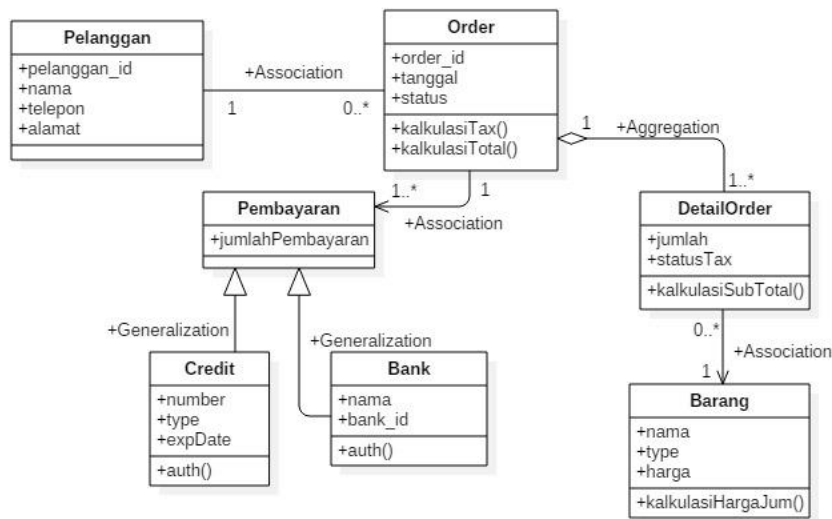 Pelanggan
+pelanggan_id
+nama
+telepon
+alamat
+Association
1
0..*
Order
+order_id
+tanggal
+status
+kalkulasiTax()
+kalkulasiTotal()
1
+Aggregation
1..*
1..*
1
+Association
Pembayaran
+jumlahPembayaran
DetailOrder
+jumlah
+statusTax
+kalkulasiSubTotal()
+Generalization
+Generalization
0..*
+Association
1
Credit
+number
+type
+expDate
+auth()
Bank
+nama
+bank_id
+auth()
Barang
+nama
+type
+harga
+kalkulasiHargaJum()